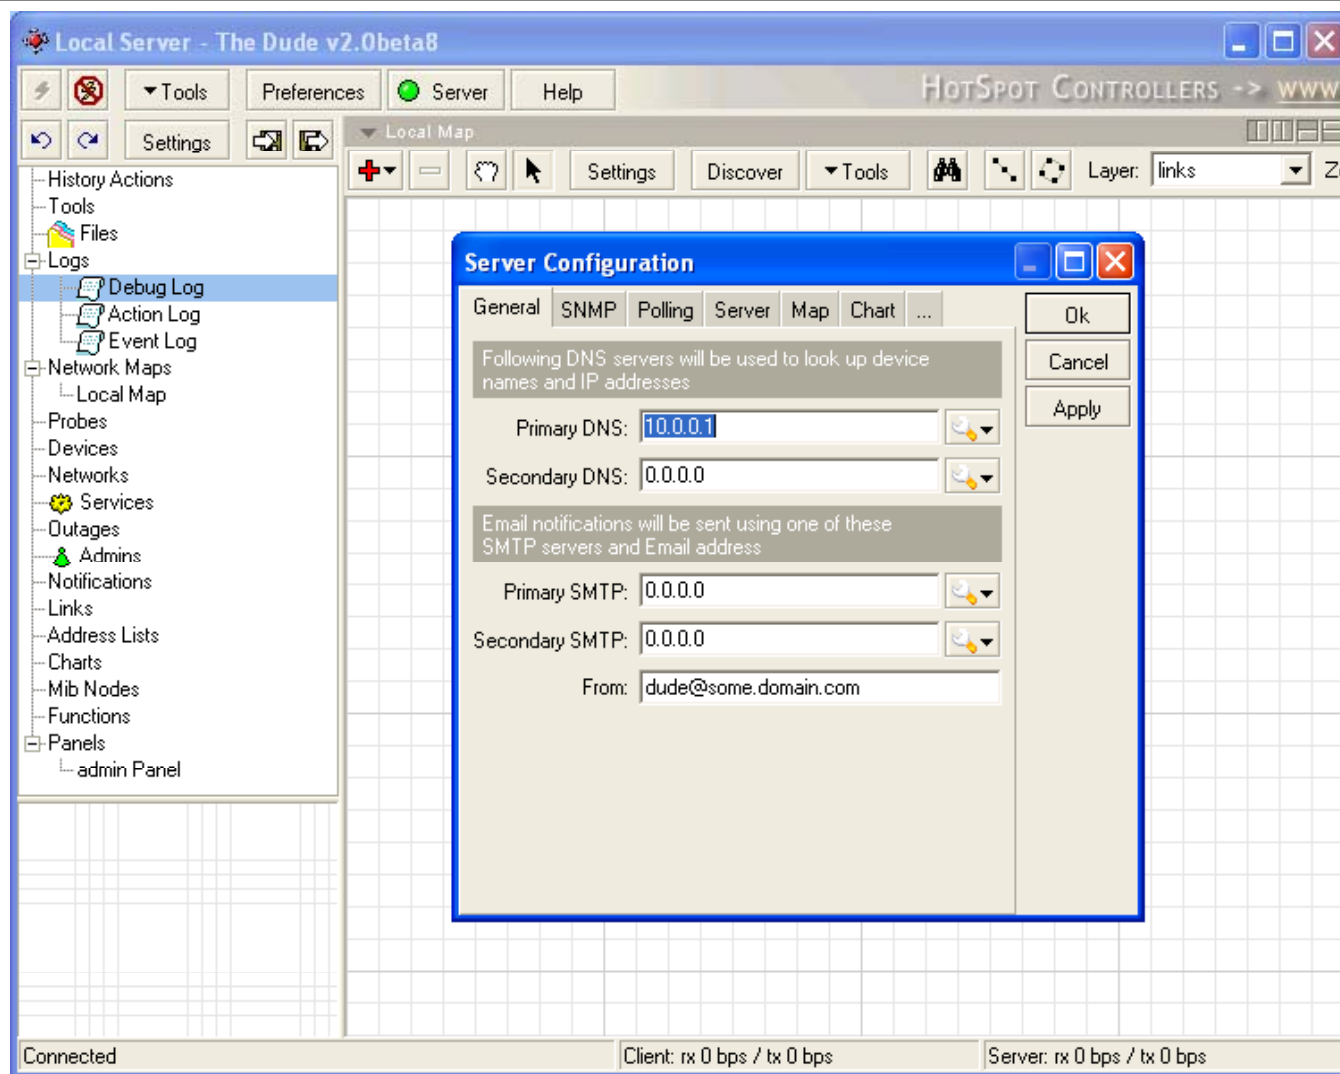 Local Server - The Dude v2.0beta8
Tools Preferences Server Help HotSpot Controllers -> www
Settings
Local Map
Settings Discover Tools Layer: links
History Actions
Tools
Files
Logs
Debug Log
Action Log
Event Log
Network Maps
Local Map
Probes
Devices
Networks
Services
Outages
Admins
Notifications
Links
Address Lists
Charts
Mib Nodes
Functions
Panels
admin Panel
Server Configuration
General SNMP Polling Server Map Chart ...
Ok
Cancel
Apply
Following DNS servers will be used to look up device
names and IP addresses
Primary DNS: 10.0.0.1
Secondary DNS: 0.0.0.0
Email notifications will be sent using one of these
SMTP servers and Email address
Primary SMTP: 0.0.0.0
Secondary SMTP: 0.0.0.0
From: dude@some.domain.com
Connected Client: rx 0 bps / tx 0 bps Server: rx 0 bps / tx 0 bps